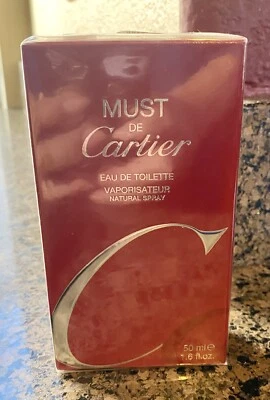 MUST
DE
Cartier
EAU DE TOILETTE
VAPORISATEUR
NATURAL SPRAY
50 ml e
1.6 fl.oz.